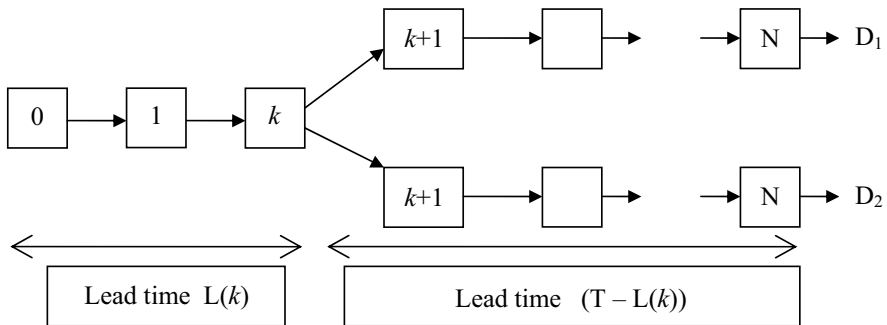 k+1
N
D₁
0
1
k
k+1
N
D₂
Lead time L(k)
Lead time (T – L(k))